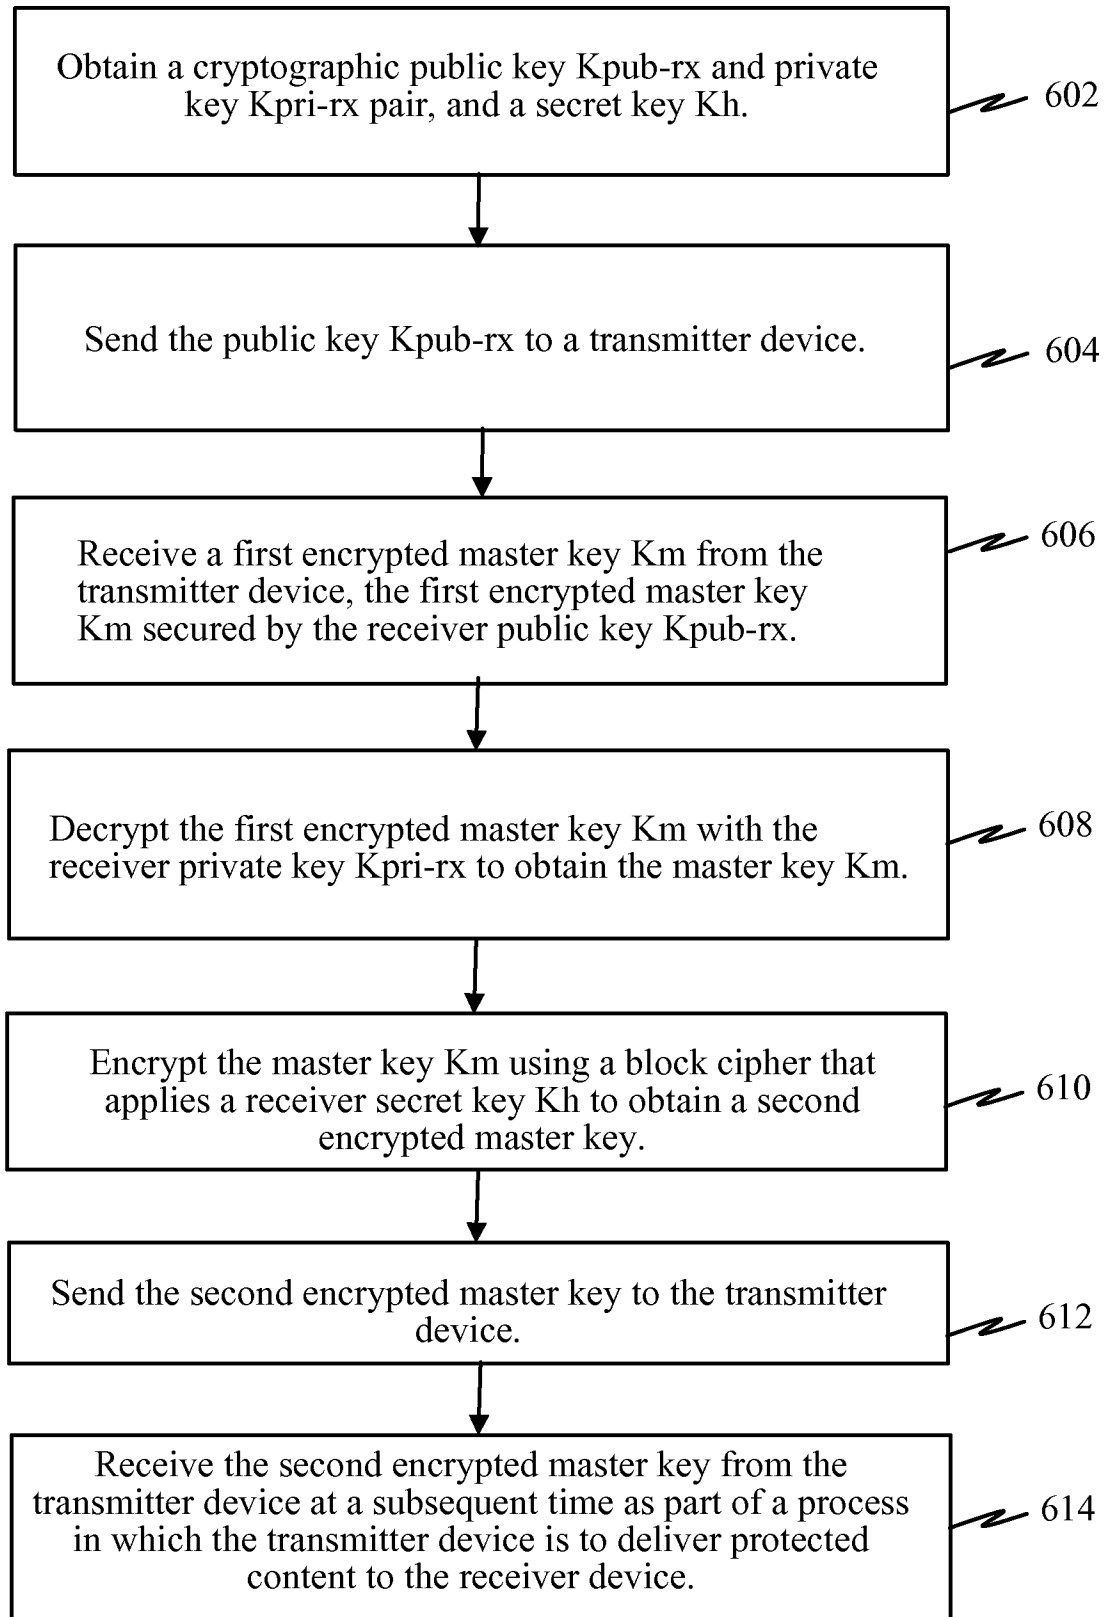 Obtain a cryptographic public key Kpub-rx and private
key Kpri-rx pair, and a secret key Kh.
602
Send the public key Kpub-rx to a transmitter device.
604
Receive a first encrypted master key Km from the
transmitter device, the first encrypted master key
Km secured by the receiver public key Kpub-rx.
606
Decrypt the first encrypted master key Km with the
receiver private key Kpri-rx to obtain the master key Km.
608
Encrypt the master key Km using a block cipher that
applies a receiver secret key Kh to obtain a second
encrypted master key.
610
Send the second encrypted master key to the transmitter
device.
612
Receive the second encrypted master key from the
transmitter device at a subsequent time as part of a process
in which the transmitter device is to deliver protected
content to the receiver device.
614